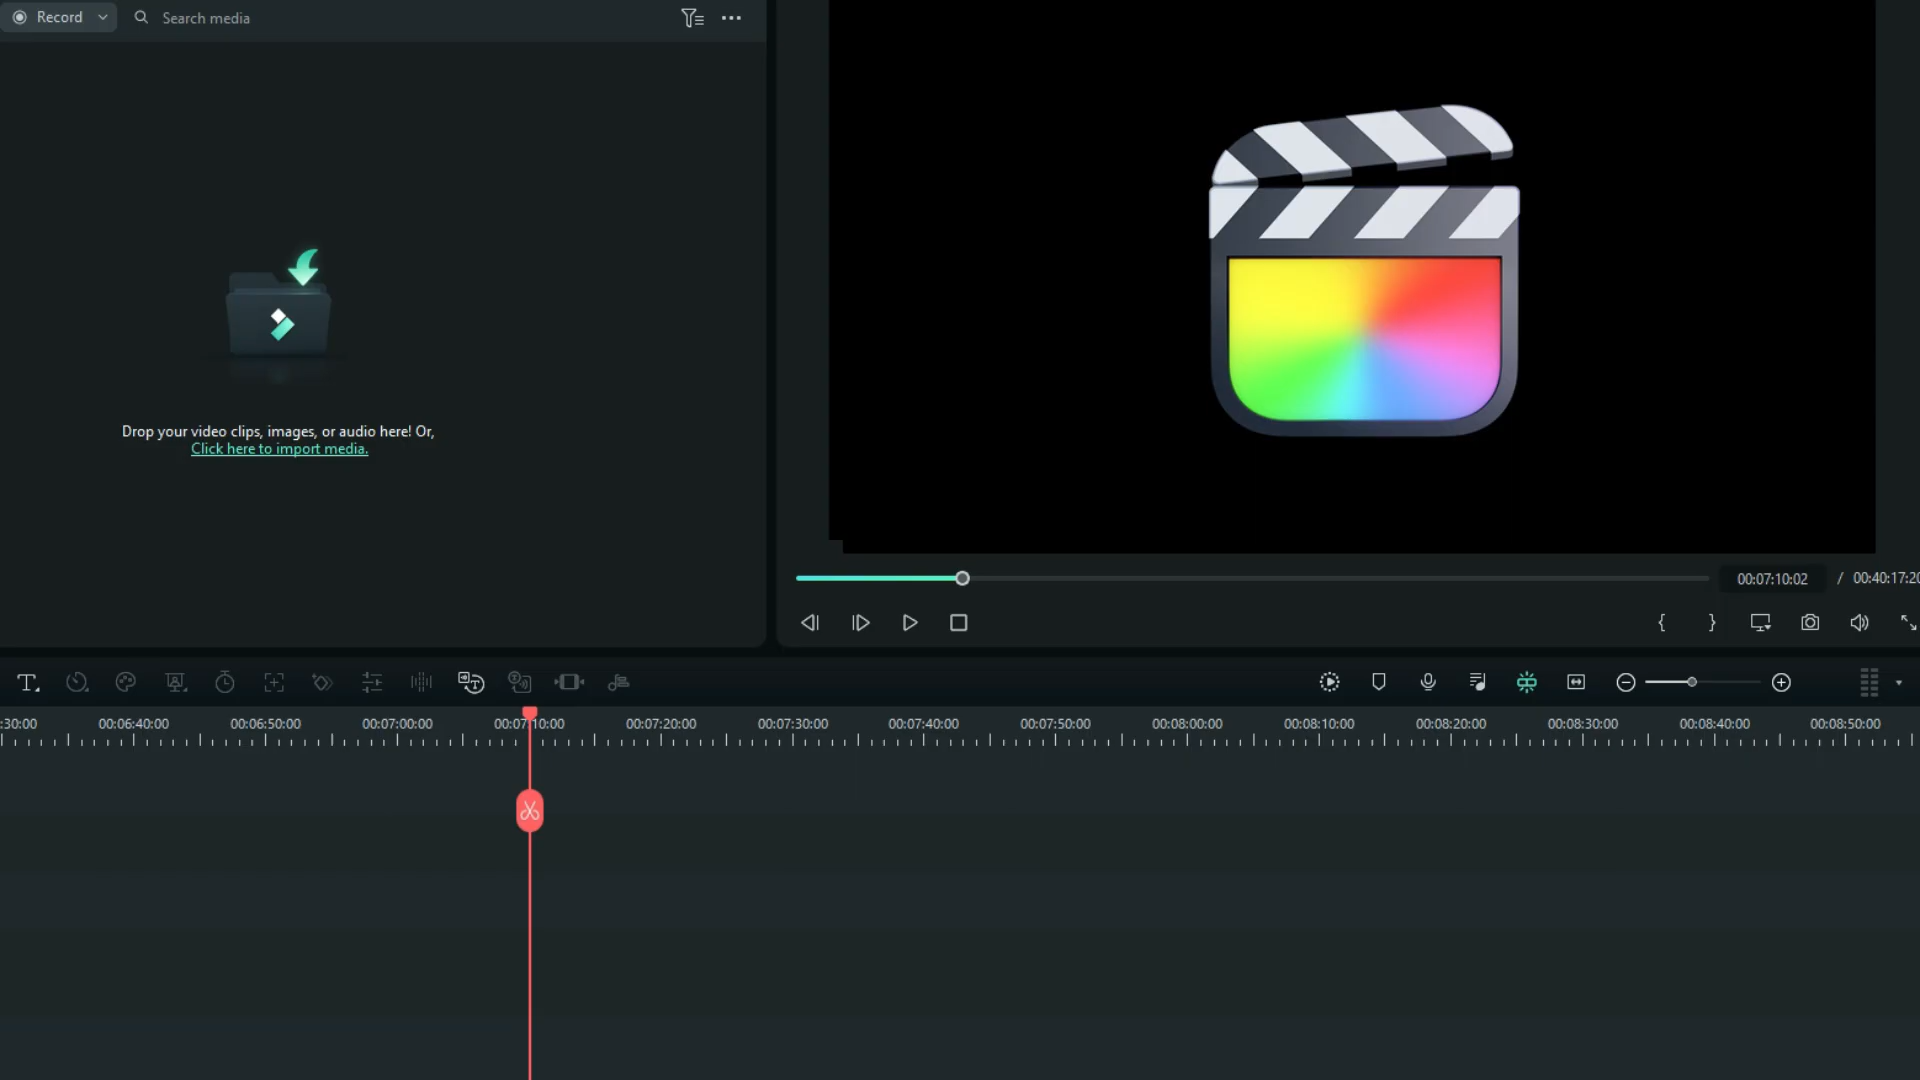 Record
Search media
Drop your video clips, images, or audio here! Or,
Click here to import media.
00:07:10:02 / 00:40:17:20
:30:00 00:06:40:00 00:06:50:00 00:07:00:00 00:07:10:00 00:07:20:00 00:07:30:00 00:07:40:00 00:07:50:00 00:08:00:00 00:08:10:00 00:08:20:00 00:08:30:00 00:08:40:00 00:08:50:00